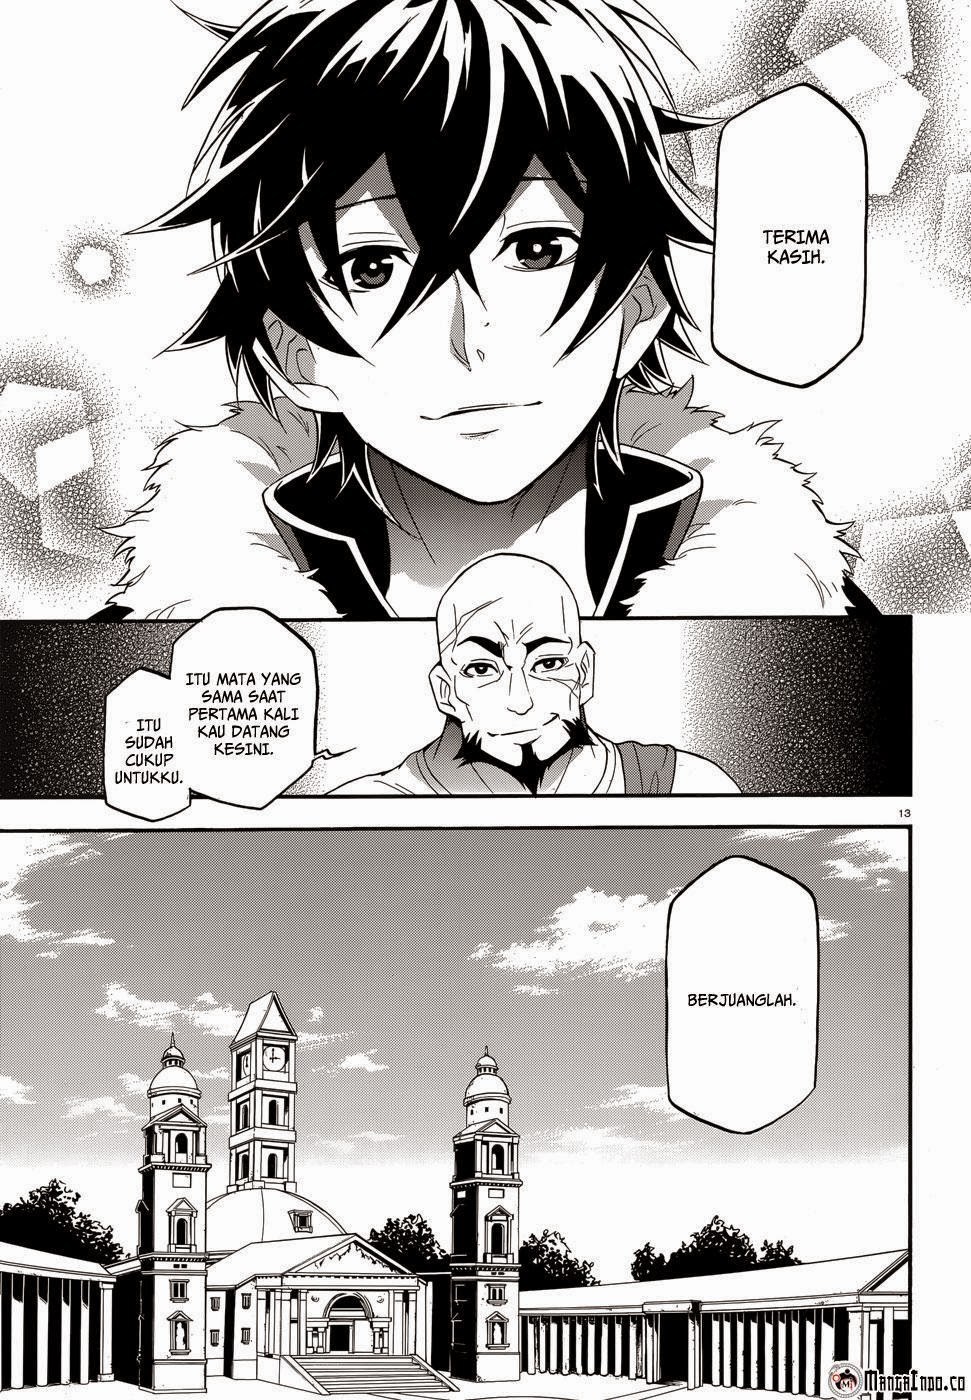 TERIMA
KASIH.
ITU MATA YANG
SAMA SAAT
PERTAMA KALI
KAU DATANG
KESINI.
ITU
SUDAH
CUKUP
UNTUKKU.
13
BERJUANGLAH.
MangaIndo.co